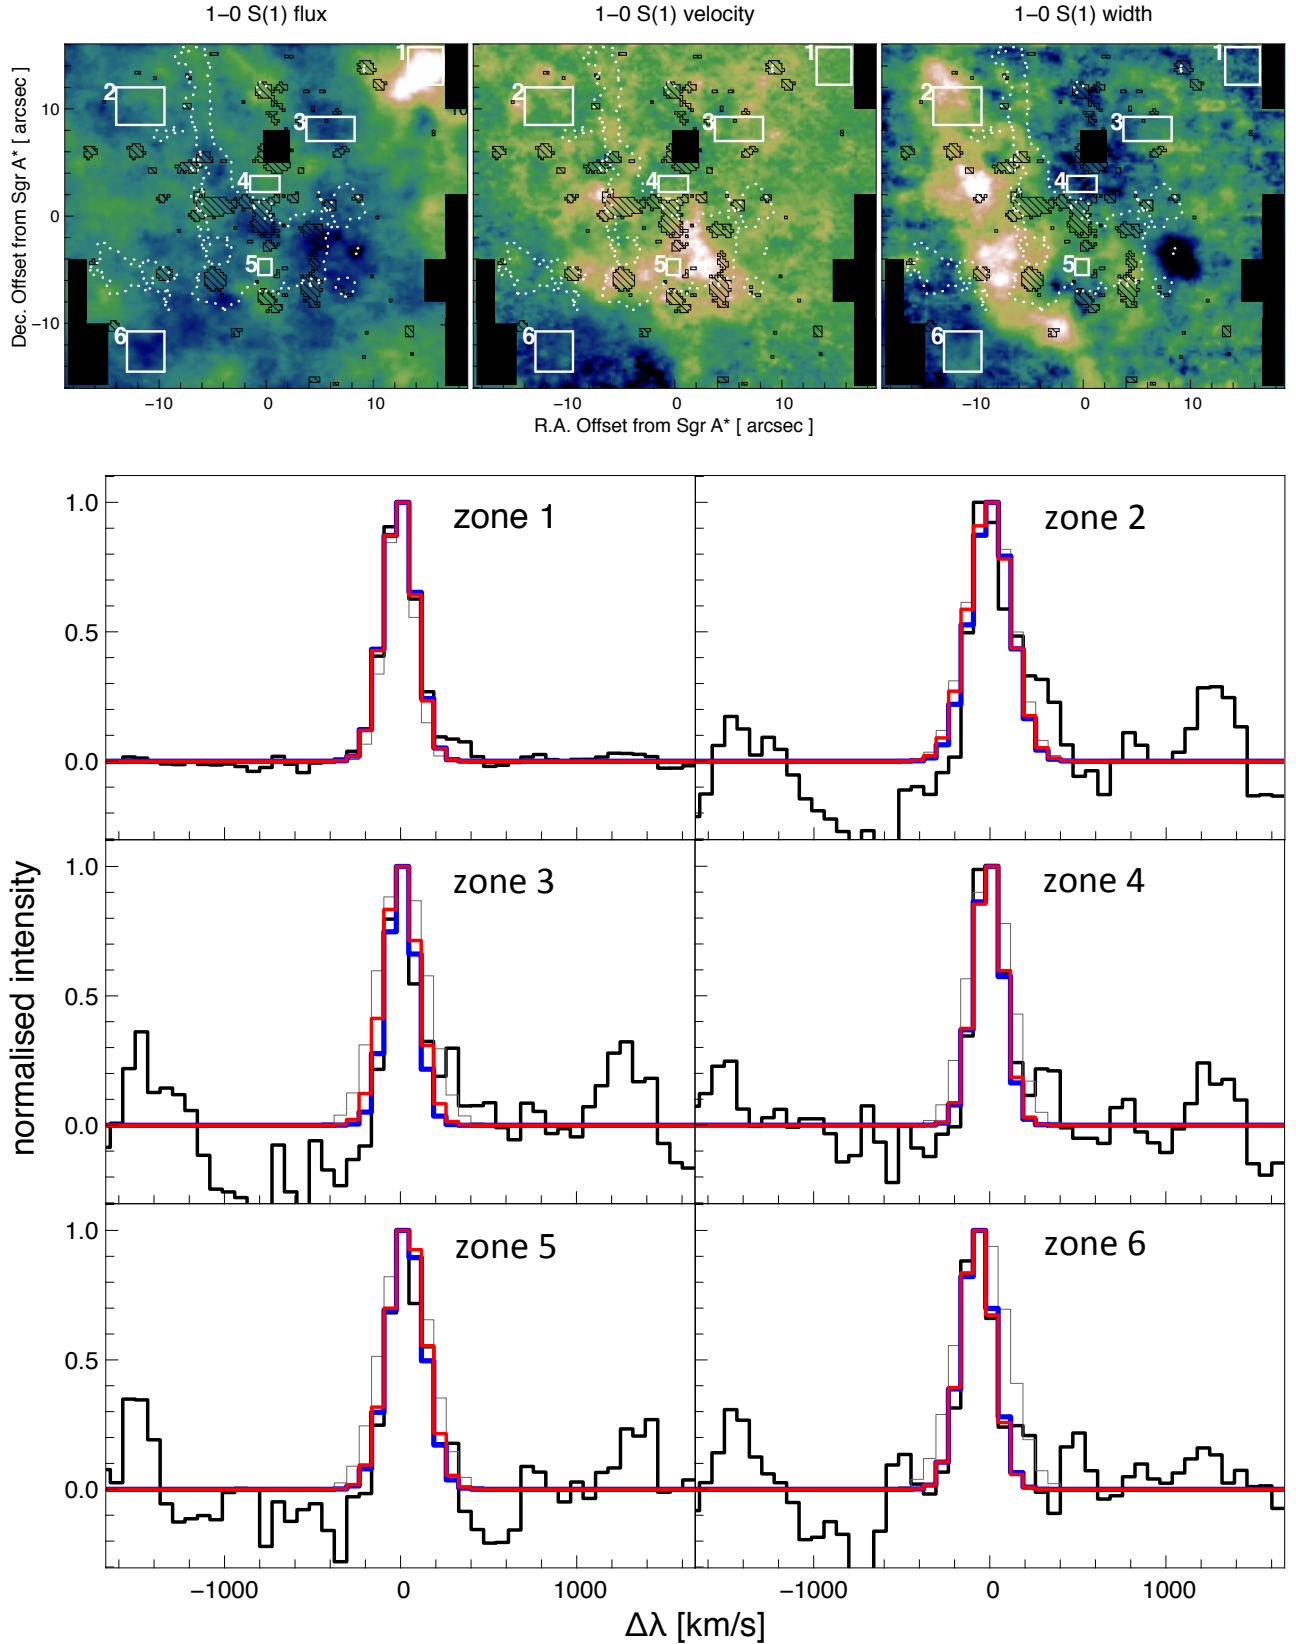 1−0 S(1) flux
1−0 S(1) velocity
1−0 S(1) width
Dec. Offset from Sgr A* [ arcsec ]
10
0
−10
1
2
3
4
5
6
10
1
2
3
4
5
6
1
2
3
4
5
6
−10 0 10
−10 0 10
−10 0 10
R.A. Offset from Sgr A* [ arcsec ]
normalised intensity
1.0
0.5
0.0
zone 1
zone 2
1.0
0.5
0.0
zone 3
zone 4
1.0
0.5
0.0
zone 5
zone 6
−1000 0 1000
−1000 0 1000
Δλ [km/s]